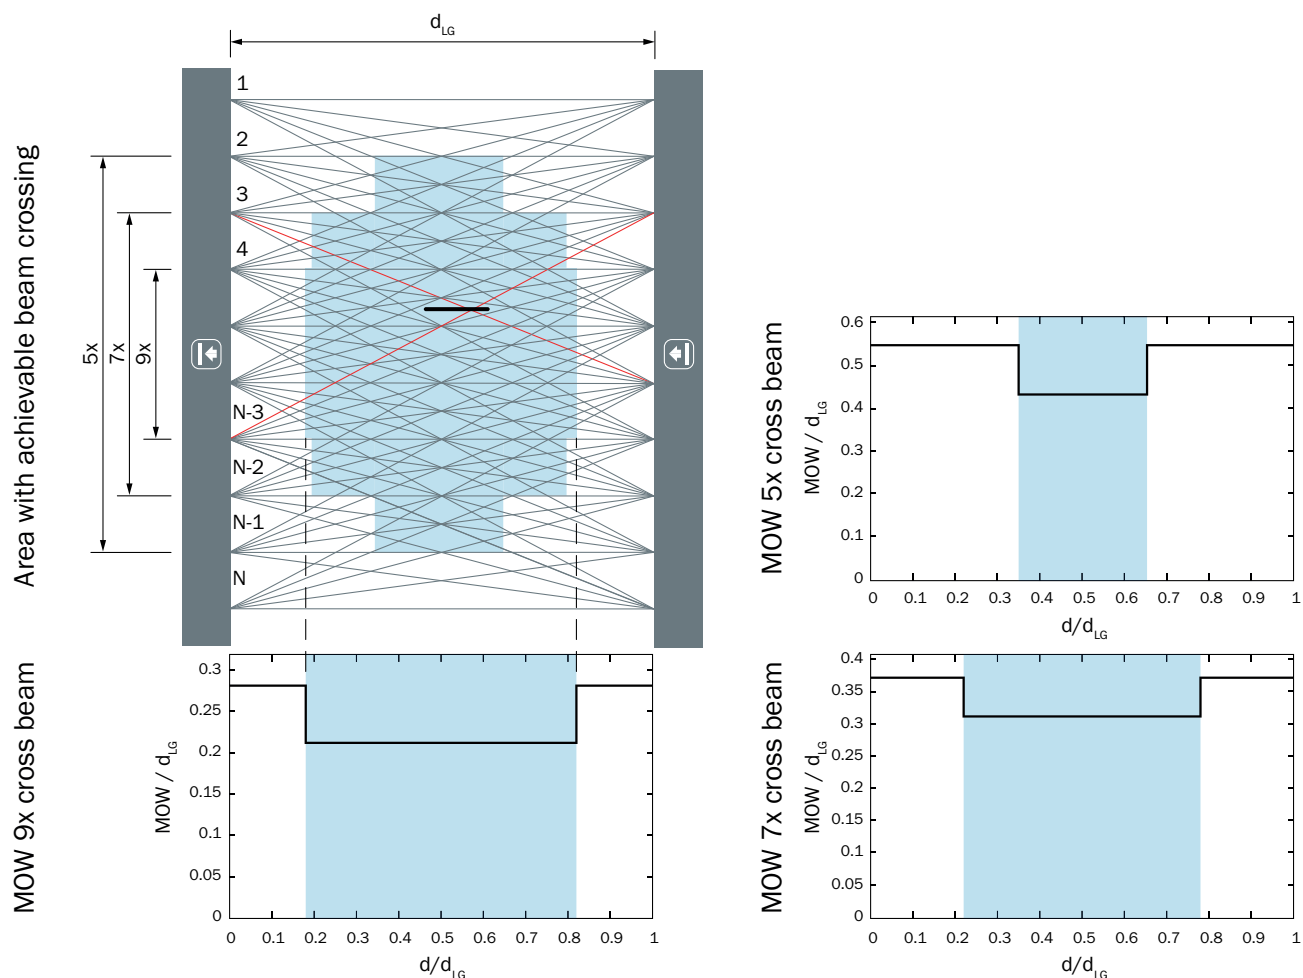 d_LG
Area with achievable beam crossing
5x
7x
9x
1
2
3
4
N-3
N-2
N-1
N
MOW 5x cross beam
MOW / d_LG
0.6
0.5
0.4
0.3
0.2
0.1
0
0 0.1 0.2 0.3 0.4 0.5 0.6 0.7 0.8 0.9 1
d/d_LG
MOW 9x cross beam
MOW / d_LG
0.3
0.25
0.2
0.15
0.1
0.05
0
0 0.1 0.2 0.3 0.4 0.5 0.6 0.7 0.8 0.9 1
d/d_LG
MOW 7x cross beam
MOW / d_LG
0.4
0.35
0.3
0.25
0.2
0.15
0.1
0.05
0
0 0.1 0.2 0.3 0.4 0.5 0.6 0.7 0.8 0.9 1
d/d_LG